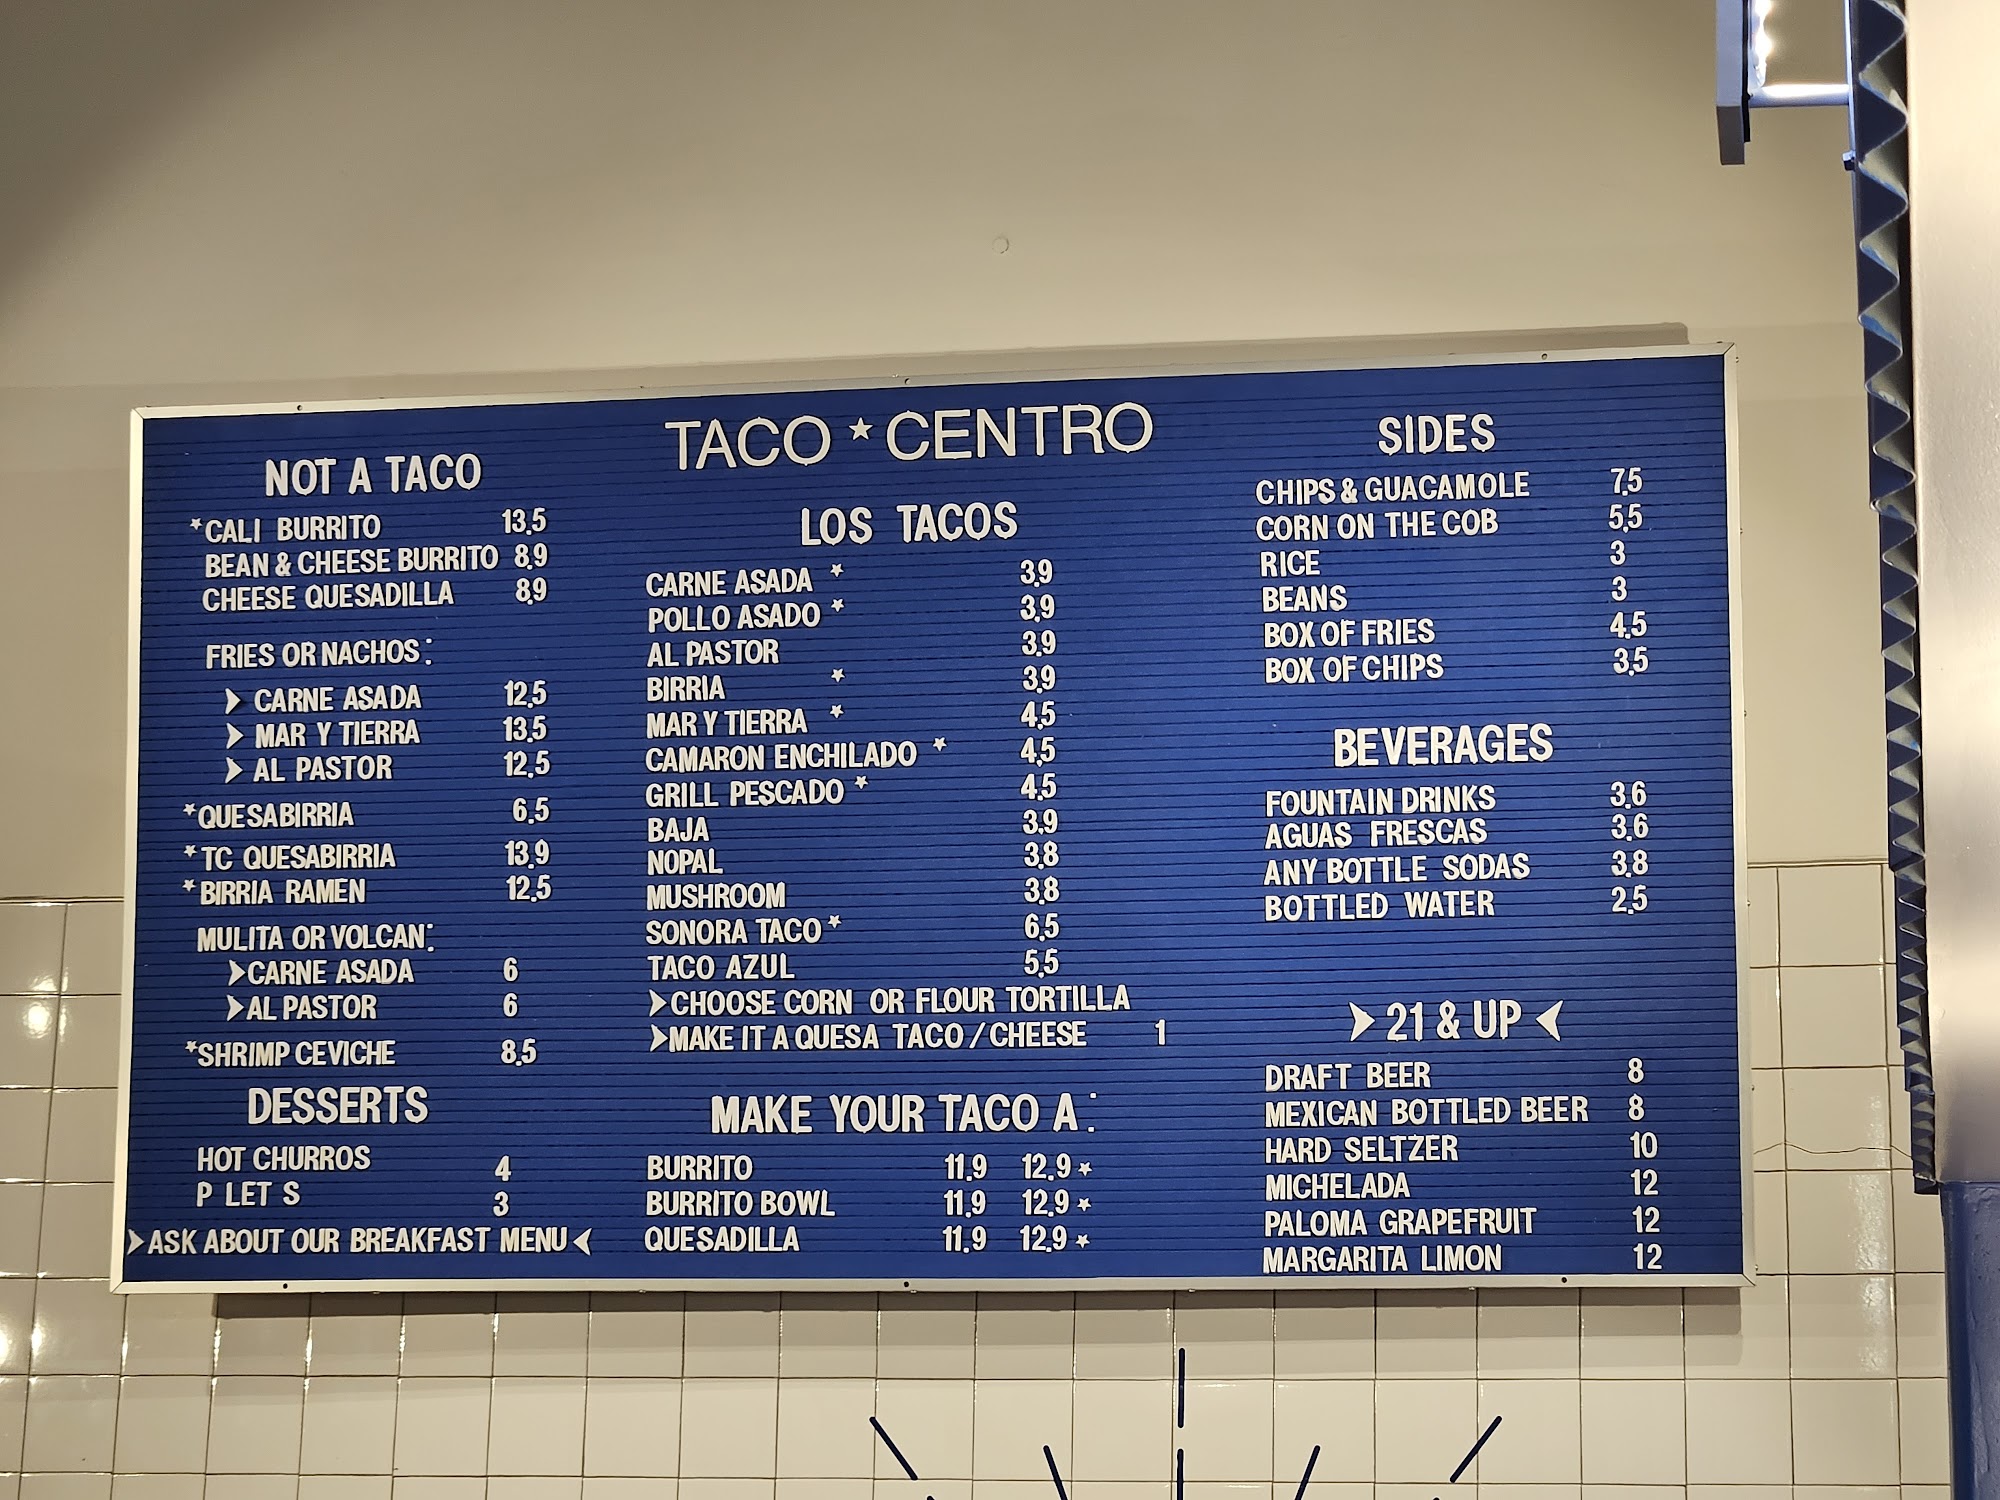 TACO ★ CENTRO
NOT A TACO
*CALI BURRITO 13.5
BEAN & CHEESE BURRITO 8.9
CHEESE QUESADILLA 8.9
FRIES OR NACHOS:
➤ CARNE ASADA 12.5
➤ MAR Y TIERRA 13.5
➤ AL PASTOR 12.5
*QUESABIRRIA 6.5
*TC QUESABIRRIA 13.9
*BIRRIA RAMEN 12.5
MULITA OR VOLCAN:
➤CARNE ASADA 6
➤AL PASTOR 6
*SHRIMP CEVICHE 8.5
DESSERTS
HOT CHURROS 4
P LET S 3
➤ASK ABOUT OUR BREAKFAST MENU⮜
LOS TACOS
CARNE ASADA * 3.9
POLLO ASADO * 3.9
AL PASTOR 3.9
BIRRIA * 3.9
MAR Y TIERRA * 4.5
CAMARON ENCHILADO * 4.5
GRILL PESCADO * 4.5
BAJA 3.9
NOPAL 3.8
MUSHROOM 3.8
SONORA TACO * 6.5
TACO AZUL 5.5
➤CHOOSE CORN OR FLOUR TORTILLA
➤MAKE IT A QUESA TACO / CHEESE 1
MAKE YOUR TACO A:
BURRITO 11.9 12.9 *
BURRITO BOWL 11.9 12.9 *
QUESADILLA 11.9 12.9 *
SIDES
CHIPS & GUACAMOLE 7.5
CORN ON THE COB 5.5
RICE 3
BEANS 3
BOX OF FRIES 4.5
BOX OF CHIPS 3.5
BEVERAGES
FOUNTAIN DRINKS 3.6
AGUAS FRESCAS 3.6
ANY BOTTLE SODAS 3.8
BOTTLED WATER 2.5
➤ 21 & UP ⮜
DRAFT BEER 8
MEXICAN BOTTLED BEER 8
HARD SELTZER 10
MICHELADA 12
PALOMA GRAPEFRUIT 12
MARGARITA LIMON 12